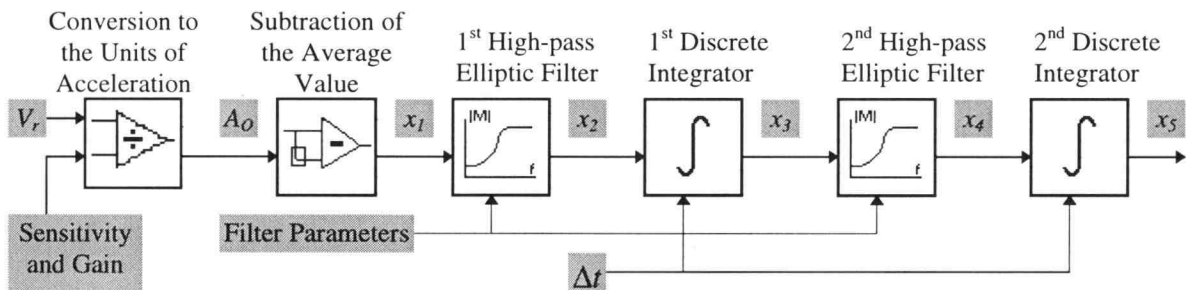 Conversion to
the Units of
Acceleration
Subtraction of
the Average
Value
1st High-pass
Elliptic Filter
1st Discrete
Integrator
2nd High-pass
Elliptic Filter
2nd Discrete
Integrator
Vr
÷
AO
-
x1
|M|
f
x2
∫
x3
|M|
f
x4
∫
x5
Sensitivity
and Gain
Filter Parameters
Δt